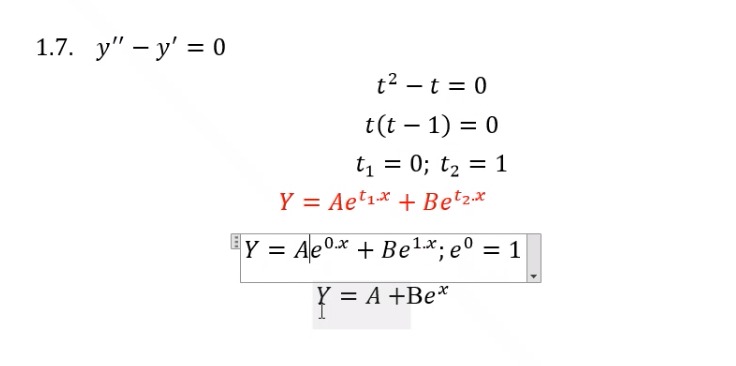 1.7. y′′ − y′ = 0
t² − t = 0
t(t − 1) = 0
t₁ = 0; t₂ = 1
Y = Ae^{t₁.x} + Be^{t₂.x}
Y = Ae^{0.x} + Be^{1.x}; e⁰ = 1
Y = A +Be^x